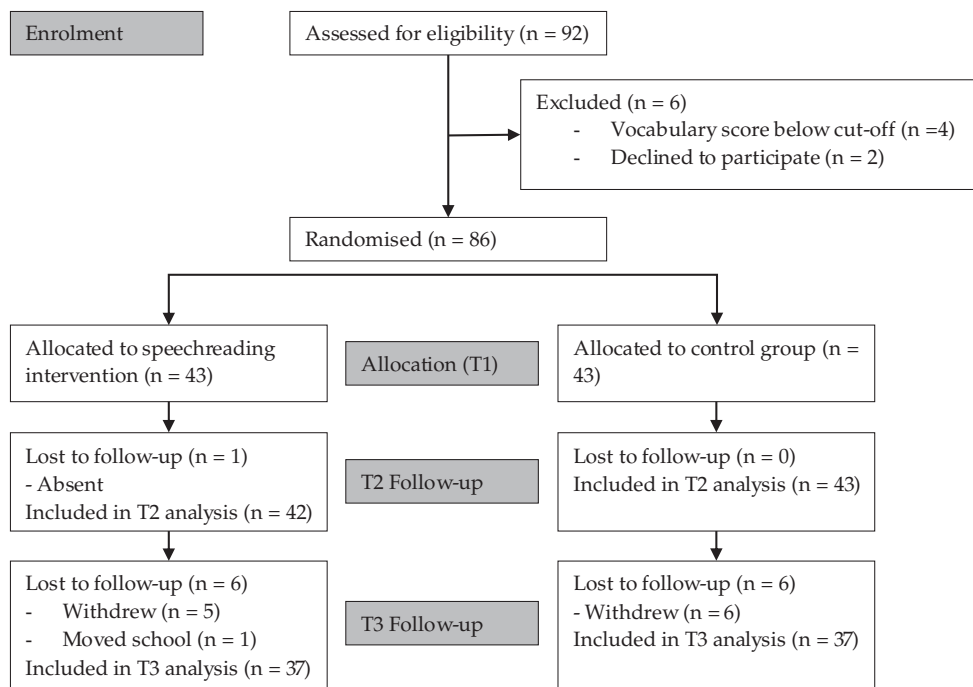 Enrolment
Assessed for eligibility (n = 92)
Excluded (n = 6)
- Vocabulary score below cut-off (n =4)
- Declined to participate (n = 2)
Randomised (n = 86)
Allocated to speechreading
intervention (n = 43)
Allocation (T1)
Allocated to control group (n =
43)
Lost to follow-up (n = 1)
- Absent
Included in T2 analysis (n = 42)
T2 Follow-up
Lost to follow-up (n = 0)
Included in T2 analysis (n = 43)
Lost to follow-up (n = 6)
- Withdrew (n = 5)
- Moved school (n = 1)
Included in T3 analysis (n = 37)
T3 Follow-up
Lost to follow-up (n = 6)
- Withdrew (n = 6)
Included in T3 analysis (n = 37)